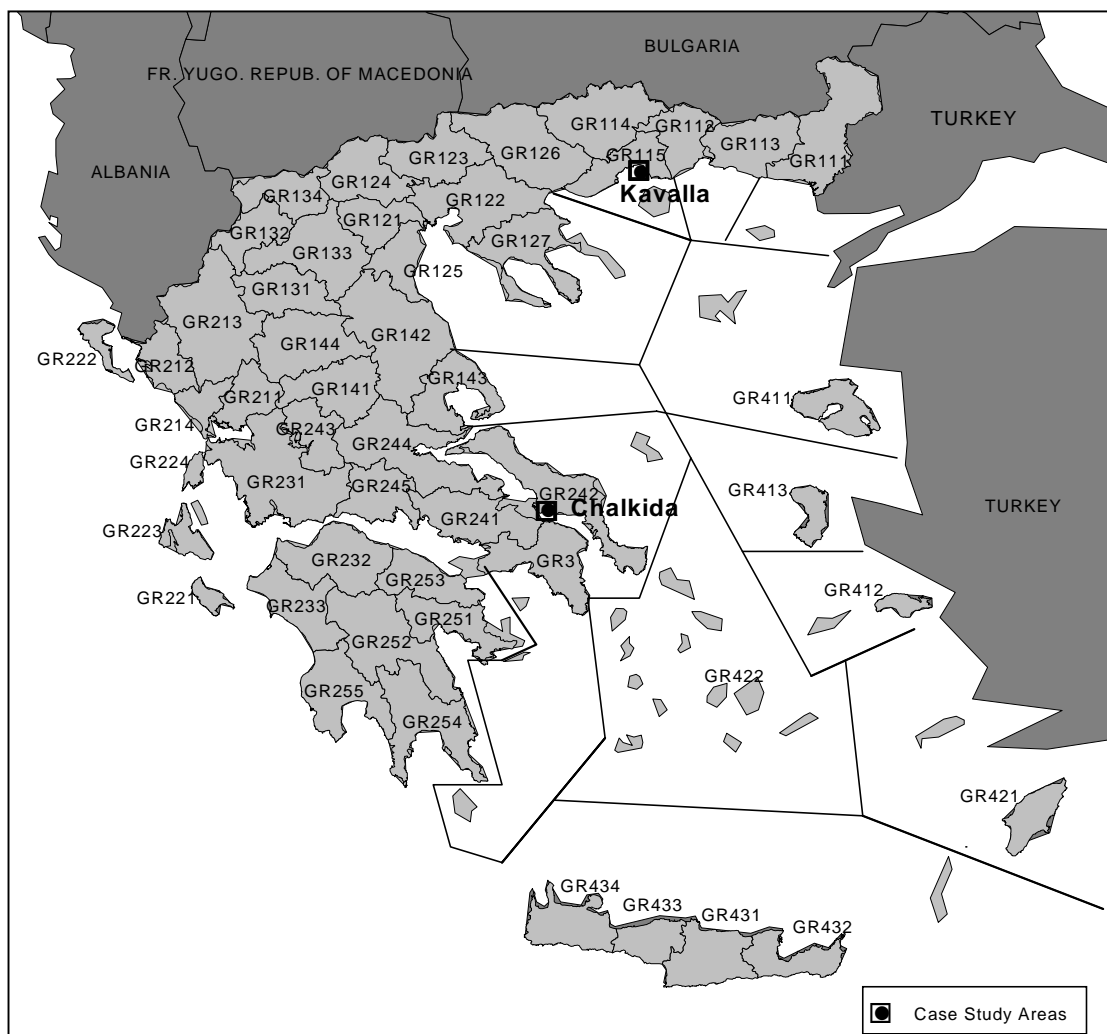 BULGARIA
FR. YUGO. REPUB. OF MACEDONIA
TURKEY
ALBANIA
GR114
GR112
GR113
GR111
GR115
GR126
GR123
GR124
GR134
Kavalla
GR122
GR121
GR132
GR133
GR127
GR125
GR131
GR213
GR142
GR144
GR222
GR212
GR143
GR141
GR211
GR411
GR214
GR243
GR244
GR224
GR231
GR245
GR242
GR413
Chalkida
TURKEY
GR223
GR241
GR232
GR3
GR253
GR221
GR233
GR251
GR412
GR252
GR422
GR255
GR254
GR421
GR434
GR433
GR431
GR432
Case Study Areas